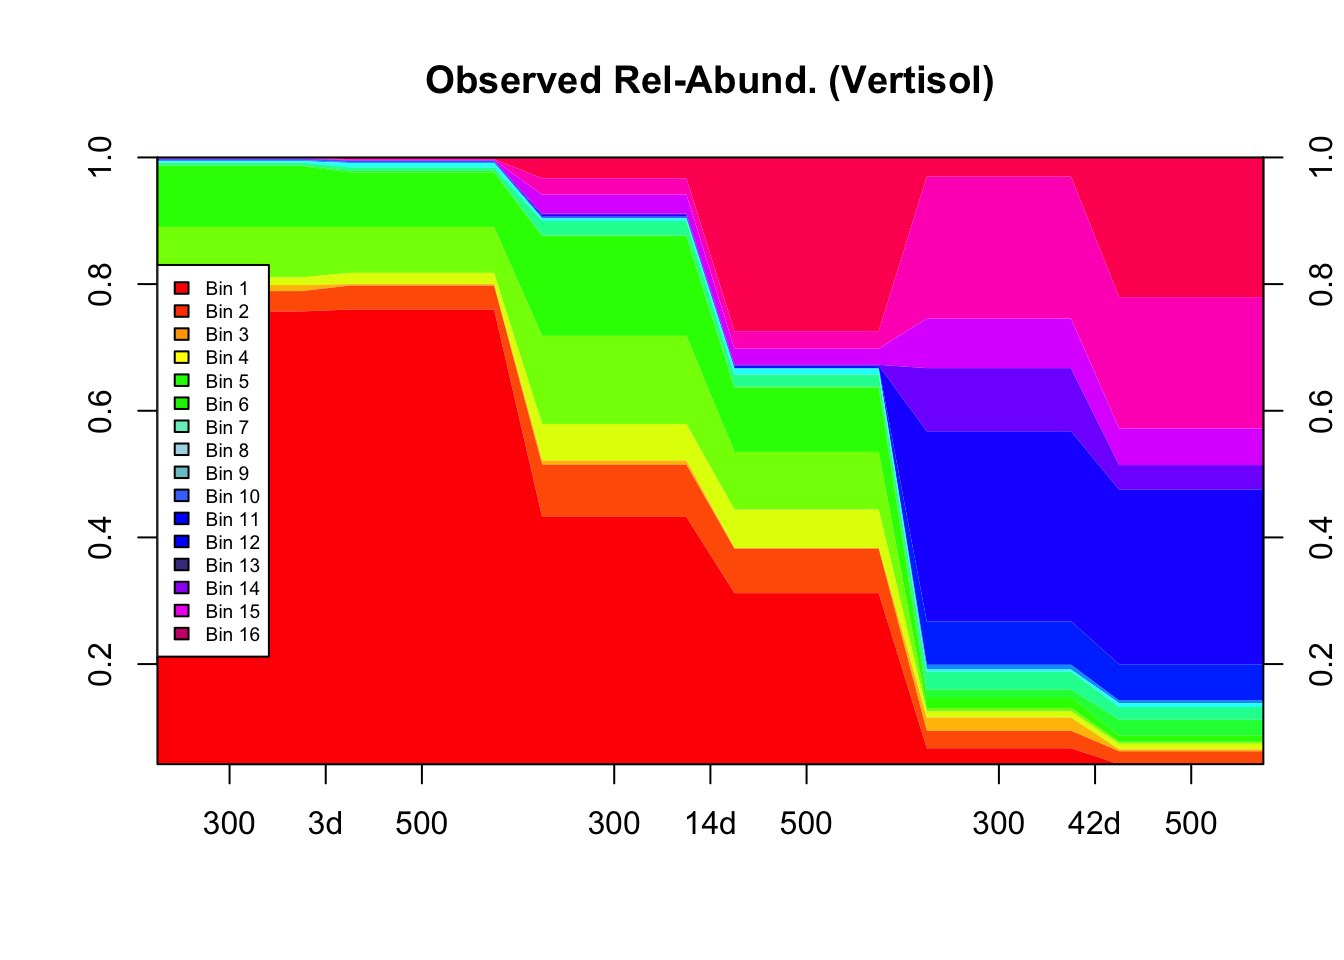 Observed Rel-Abund. (Vertisol)
1.0
0.8
0.6
0.4
0.2
1.0
0.8
0.6
0.4
0.2
Bin 1
Bin 2
Bin 3
Bin 4
Bin 5
Bin 6
Bin 7
Bin 8
Bin 9
Bin 10
Bin 11
Bin 12
Bin 13
Bin 14
Bin 15
Bin 16
300 3d 500 300 14d 500 300 42d 500